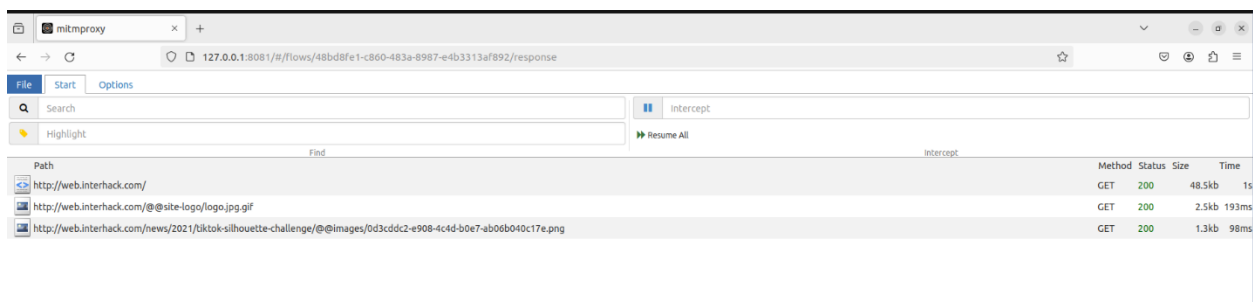 mitmproxy
127.0.0.1:8081/#/flows/48bd8fe1-c860-483a-8987-e4b3313af892/response
File Start Options
Search Intercept
Highlight Resume All
Find Intercept
Path Method Status Size Time
http://web.interhack.com/ GET 200 48.5kb 1s
http://web.interhack.com/@@site-logo/logo.jpg.gif GET 200 2.5kb 193ms
http://web.interhack.com/news/2021/tiktok-silhouette-challenge/@@images/0d3cddc2-e908-4c4d-b0e7-ab06b040c17e.png GET 200 1.3kb 98ms